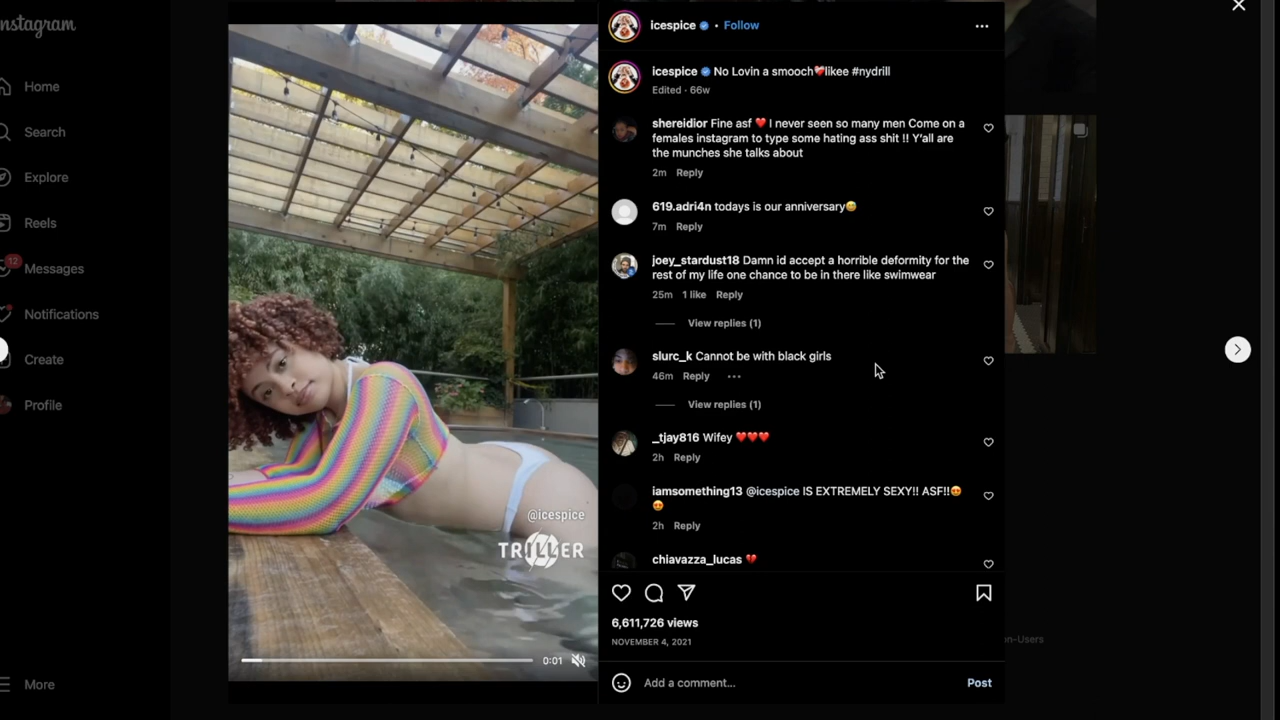 Instagram
Home
Search
Explore
Reels
12
Messages
Notifications
Create
Profile
More
@icespice
TRILLER
0:01
icespice • Follow
icespice No Lovin a smooch❤️likee #nydrill
Edited · 66w
shereidior Fine asf ❤️ I never seen so many men Come on a
females instagram to type some hating ass shit !! Y'all are
the munches she talks about
2m Reply
619.adri4n todays is our anniversary😅
7m Reply
joey_stardust18 Damn id accept a horrible deformity for the
rest of my life one chance to be in there like swimwear
25m 1 like Reply
View replies (1)
slurc_k Cannot be with black girls
46m Reply
View replies (1)
_tjay816 Wifey ❤️❤️❤️
2h Reply
iamsomething13 @icespice IS EXTREMELY SEXY!! ASF!!😍
😍
2h Reply
chiavazza_lucas 💔
6,611,726 views
NOVEMBER 4, 2021
Add a comment...
Post
n-Users